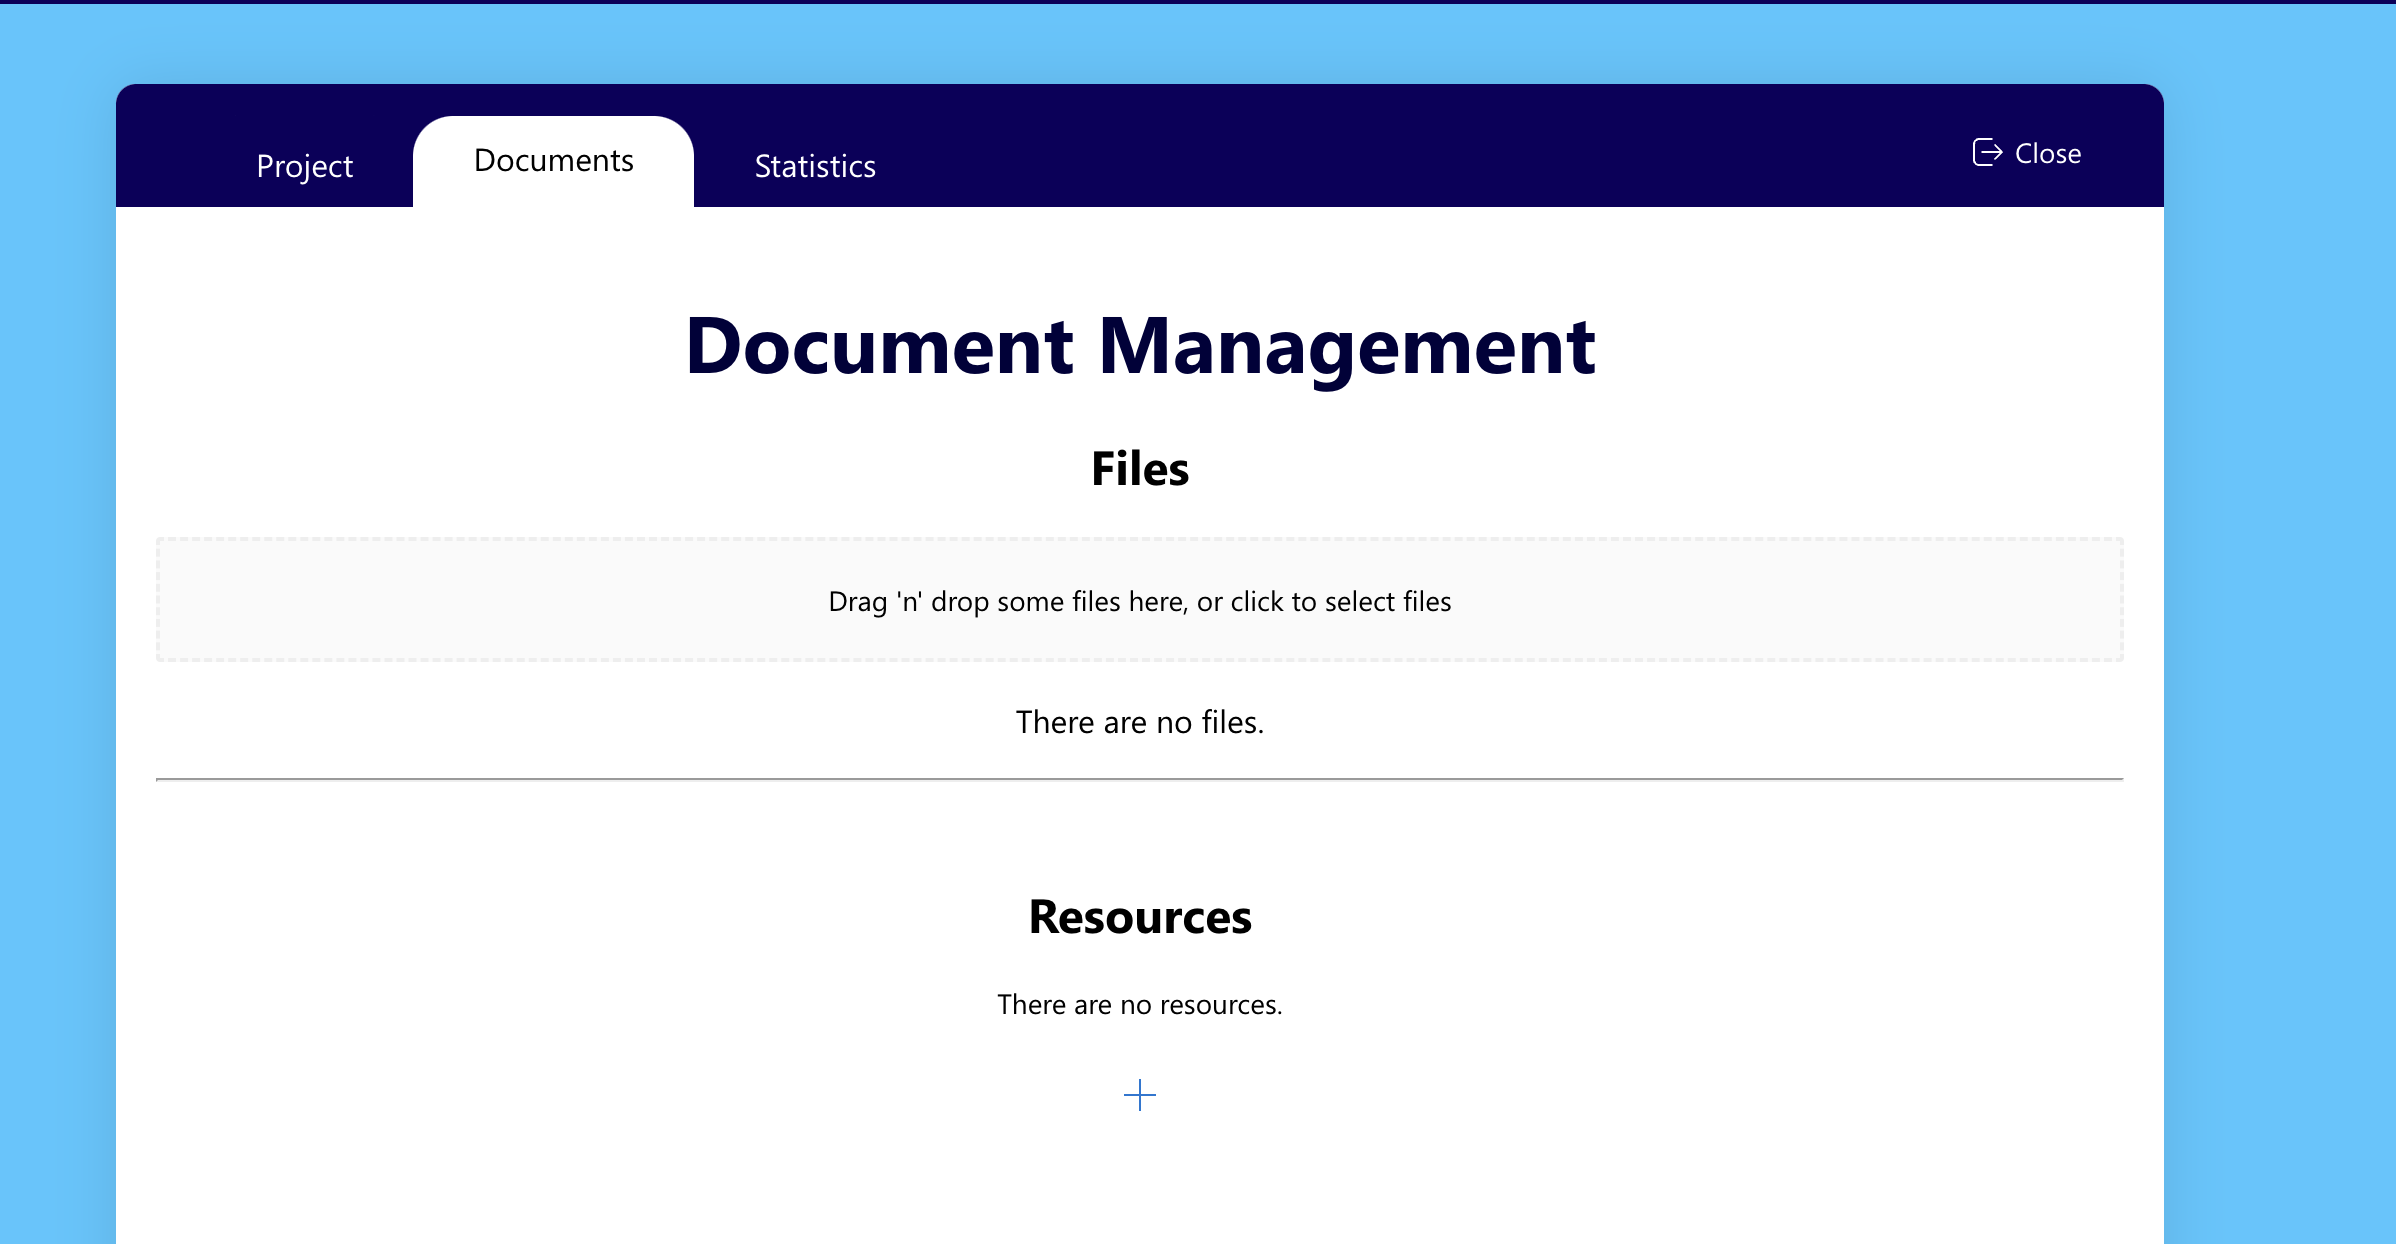 Project
Documents
Statistics
Close
Document Management
Files
Drag 'n' drop some files here, or click to select files
There are no files.
Resources
There are no resources.